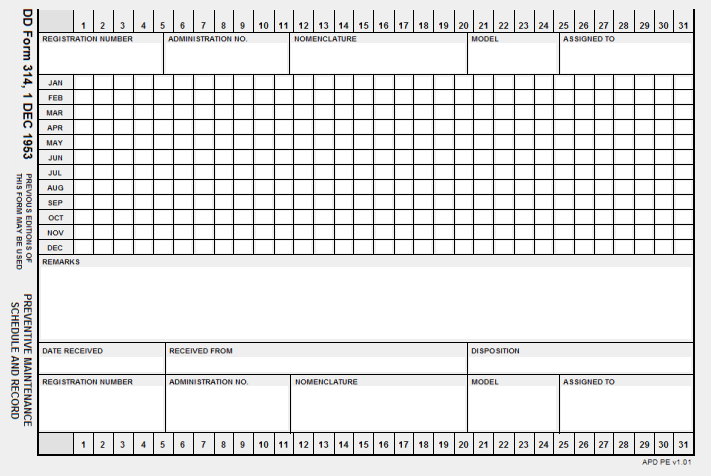 DD Form 314, 1 DEC 1953
PREVIOUS EDITIONS OF
THIS FORM MAY BE USED
PREVENTIVE MAINTENANCE
SCHEDULE AND RECORD
1 2 3 4 5 6 7 8 9 10 11 12 13 14 15 16 17 18 19 20 21 22 23 24 25 26 27 28 29 30 31
REGISTRATION NUMBER ADMINISTRATION NO. NOMENCLATURE MODEL ASSIGNED TO
JAN
FEB
MAR
APR
MAY
JUN
JUL
AUG
SEP
OCT
NOV
DEC
REMARKS
DATE RECEIVED RECEIVED FROM DISPOSITION
REGISTRATION NUMBER ADMINISTRATION NO. NOMENCLATURE MODEL ASSIGNED TO
1 2 3 4 5 6 7 8 9 10 11 12 13 14 15 16 17 18 19 20 21 22 23 24 25 26 27 28 29 30 31
APD PE v1.01